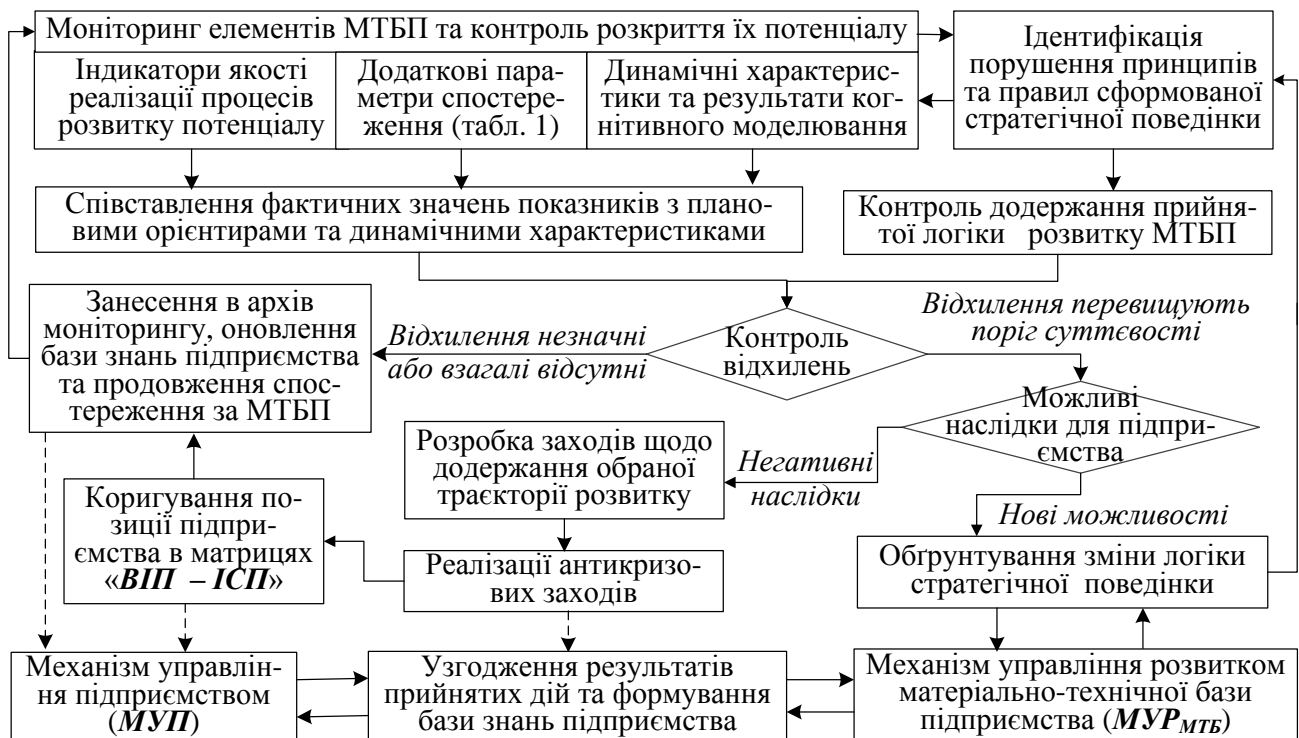 Моніторинг елементів МТБП та контроль розкриття їх потенціалу
Індикатори якості
реалізації процесів
розвитку потенціалу
Додаткові пара-
метри спостере-
ження (табл. 1)
Динамічні характерис-
тики та результати ког-
нітивного моделювання
Ідентифікація
порушення принципів
та правил сформованої
стратегічної поведінки
Співставлення фактичних значень показників з плано-
вими орієнтирами та динамічними характеристиками
Контроль додержання прийня-
тої логіки розвитку МТБП
Занесення в архів
моніторингу, оновлення
бази знань підприємства
та продовження спос-
тереження за МТБП
Відхилення незначні
або взагалі відсутні
Контроль
відхилень
Відхилення перевищують
поріг суттєвості
Можливі
наслідки для підпри-
ємства
Розробка заходів щодо
додержання обраної
траєкторії розвитку
Негативні
наслідки
Нові можливості
Коригування по-
зиції підпри-
ємства в матрицях
«ВІП – ІСП»
Реалізації антикризо-
вих заходів
Обґрунтування зміни логіки
стратегічної поведінки
Механізм управлін-
ня підприємством
(МУП)
Узгодження результатів
прийнятих дій та формування
бази знань підприємства
Механізм управління розвитком
матеріально-технічної бази
підприємства (МУРМТБ)